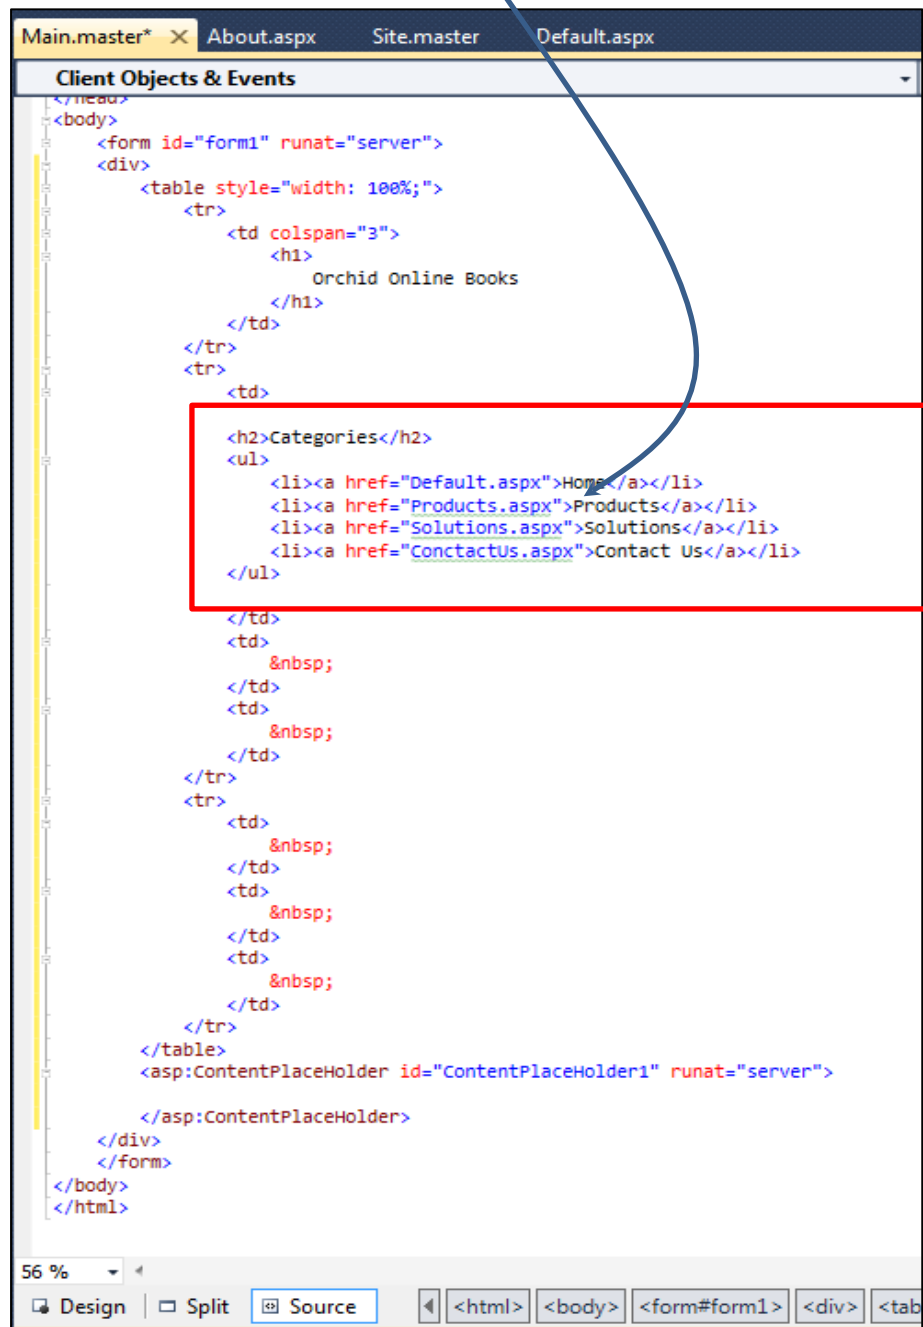 Main.master* × About.aspx Site.master Default.aspx
Client Objects & Events
</head>
<body>
<form id="form1" runat="server">
<div>
<table style="width: 100%;">
<tr>
<td colspan="3">
<h1>
Orchid Online Books
</h1>
</td>
</tr>
<tr>
<td>
<h2>Categories</h2>
<ul>
<li><a href="Default.aspx">Home</a></li>
<li><a href="Products.aspx">Products</a></li>
<li><a href="Solutions.aspx">Solutions</a></li>
<li><a href="ConctactUs.aspx">Contact Us</a></li>
</ul>
</td>
<td>
&nbsp;
</td>
<td>
&nbsp;
</td>
</tr>
<tr>
<td>
&nbsp;
</td>
<td>
&nbsp;
</td>
<td>
&nbsp;
</td>
</tr>
</table>
<asp:ContentPlaceHolder id="ContentPlaceHolder1" runat="server">
</asp:ContentPlaceHolder>
</div>
</form>
</body>
</html>
56 %
Design Split Source <html> <body> <form#form1> <div> <tab